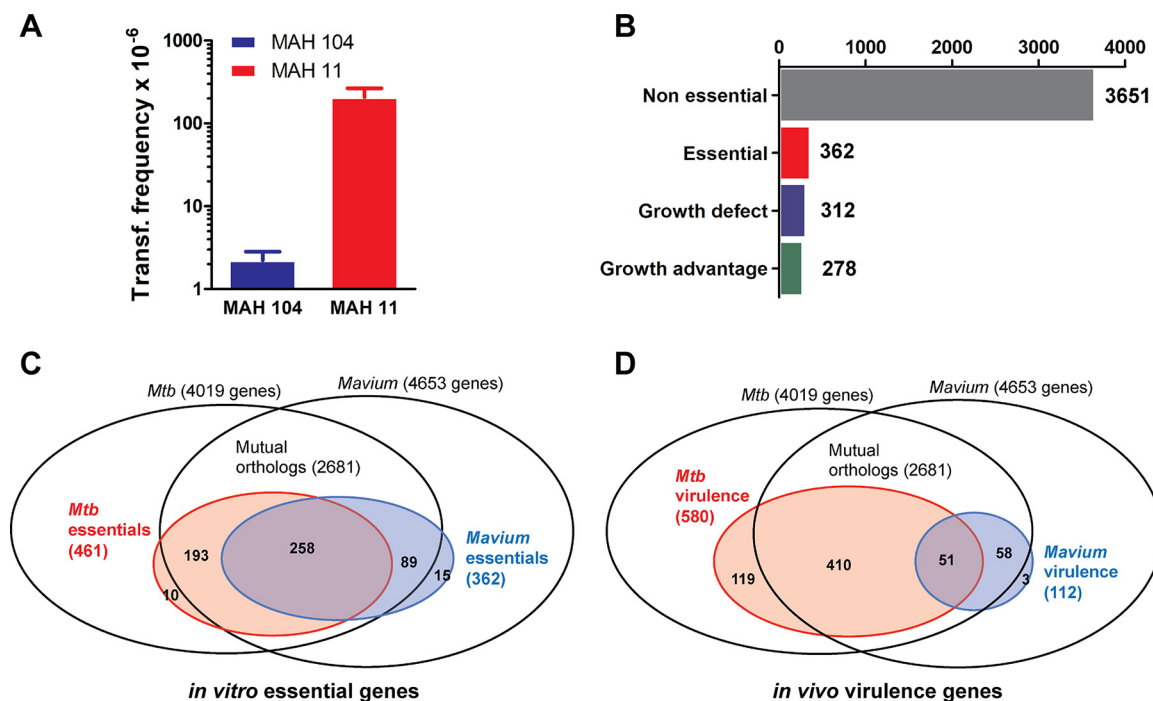 A
Transf. frequency x 10-6
1000
100
10
1
MAH 104
MAH 11
MAH 104
MAH 11
B
0
1000
2000
3000
4000
Non essential
3651
Essential
362
Growth defect
312
Growth advantage
278
C
Mtb (4019 genes)
Mavium (4653 genes)
Mutual
orthologs (2681)
Mtb
essentials
(461)
193
258
89
15
10
Mavium
essentials
(362)
in vitro essential genes
D
Mtb (4019 genes)
Mavium (4653 genes)
Mutual
orthologs (2681)
Mtb
virulence
(580)
119
410
51
58
3
Mavium
virulence
(112)
in vivo virulence genes